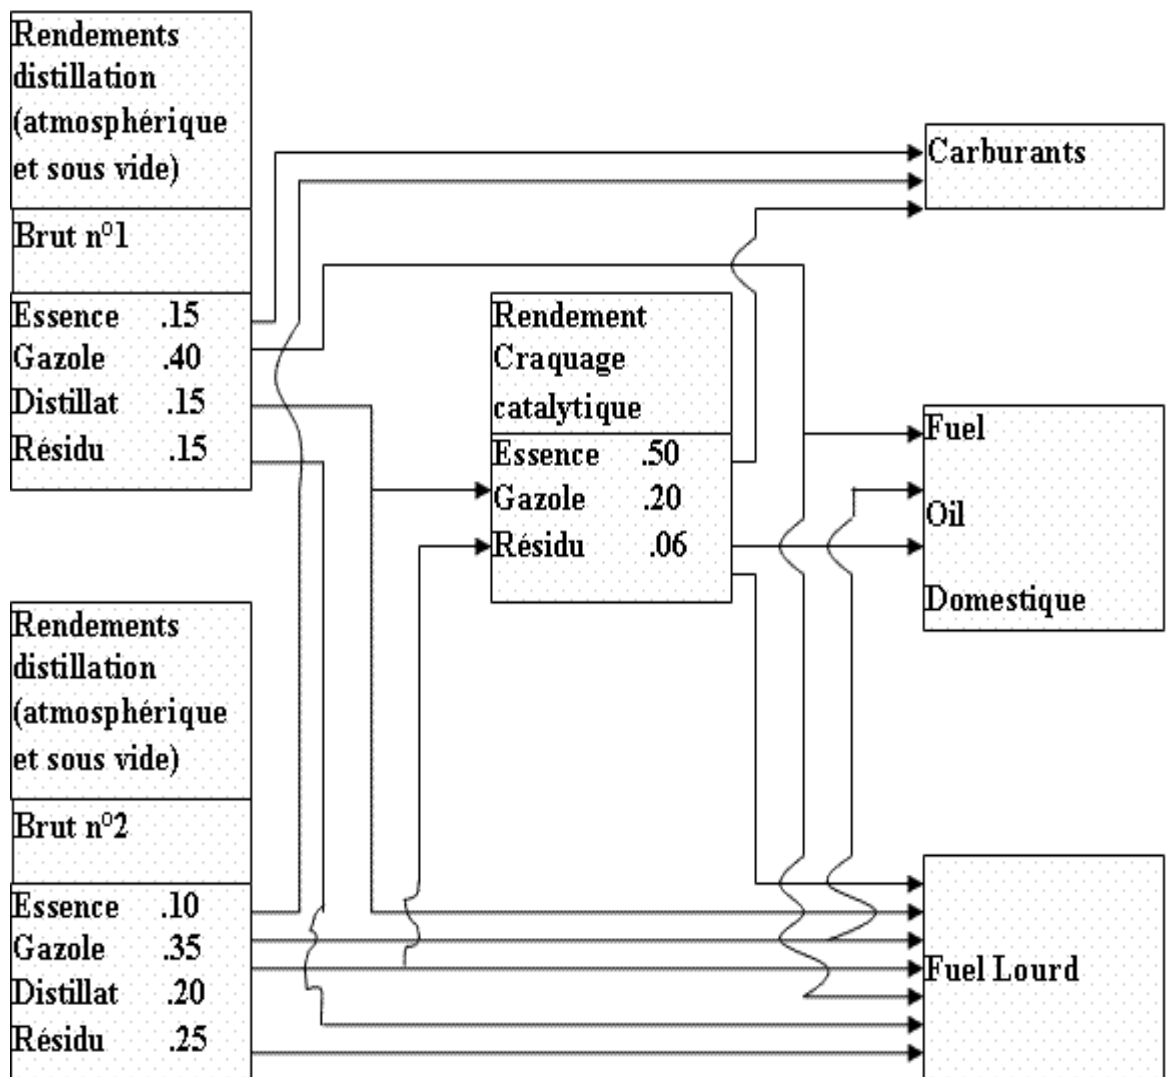 Rendements
distillation
(atmosphérique
et sous vide)
Brut n°1
Essence .15
Gazole .40
Distillat .15
Résidu .15
Rendements
distillation
(atmosphérique
et sous vide)
Brut n°2
Essence .10
Gazole .35
Distillat .20
Résidu .25
Rendement
Craquage
catalytique
Essence .50
Gazole .20
Résidu .06
Carburants
Fuel
Oil
Domestique
Fuel Lourd